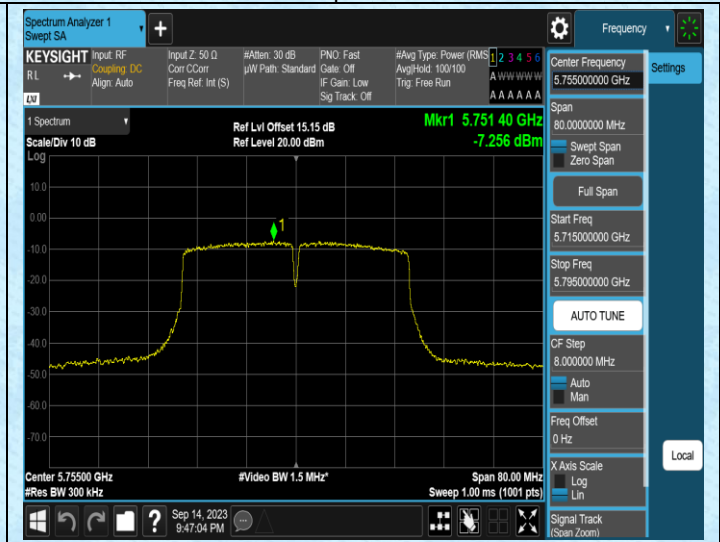 Spectrum Analyzer 1
Swept SA
Frequency
KEYSIGHT
RL
LXI
Input: RF
Coupling: DC
Align: Auto
Input Z: 50 Ω
Corr CCorr
Freq Ref: Int (S)
#Atten: 30 dB
µW Path: Standard
PNO: Fast
Gate: Off
IF Gain: Low
Sig Track: Off
#Avg Type: Power (RMS
Avg|Hold: 100/100
Trig: Free Run
1 2 3 4 5 6
A W W W W W
A A A A A A
1 Spectrum
Scale/Div 10 dB
Ref Lvl Offset 15.15 dB
Ref Level 20.00 dBm
Mkr1 5.751 40 GHz
-7.256 dBm
Log
10.0
0.00
-10.0
-20.0
-30.0
-40.0
-50.0
-60.0
-70.0
1
Center 5.75500 GHz
#Res BW 300 kHz
#Video BW 1.5 MHz*
Span 80.00 MHz
Sweep 1.00 ms (1001 pts)
Center Frequency
5.755000000 GHz
Settings
Span
80.0000000 MHz
Swept Span
Zero Span
Full Span
Start Freq
5.715000000 GHz
Stop Freq
5.795000000 GHz
AUTO TUNE
CF Step
8.000000 MHz
Auto
Man
Freq Offset
0 Hz
X Axis Scale
Log
Lin
Local
Signal Track
(Span Zoom)
?
Sep 14, 2023
9:47:04 PM